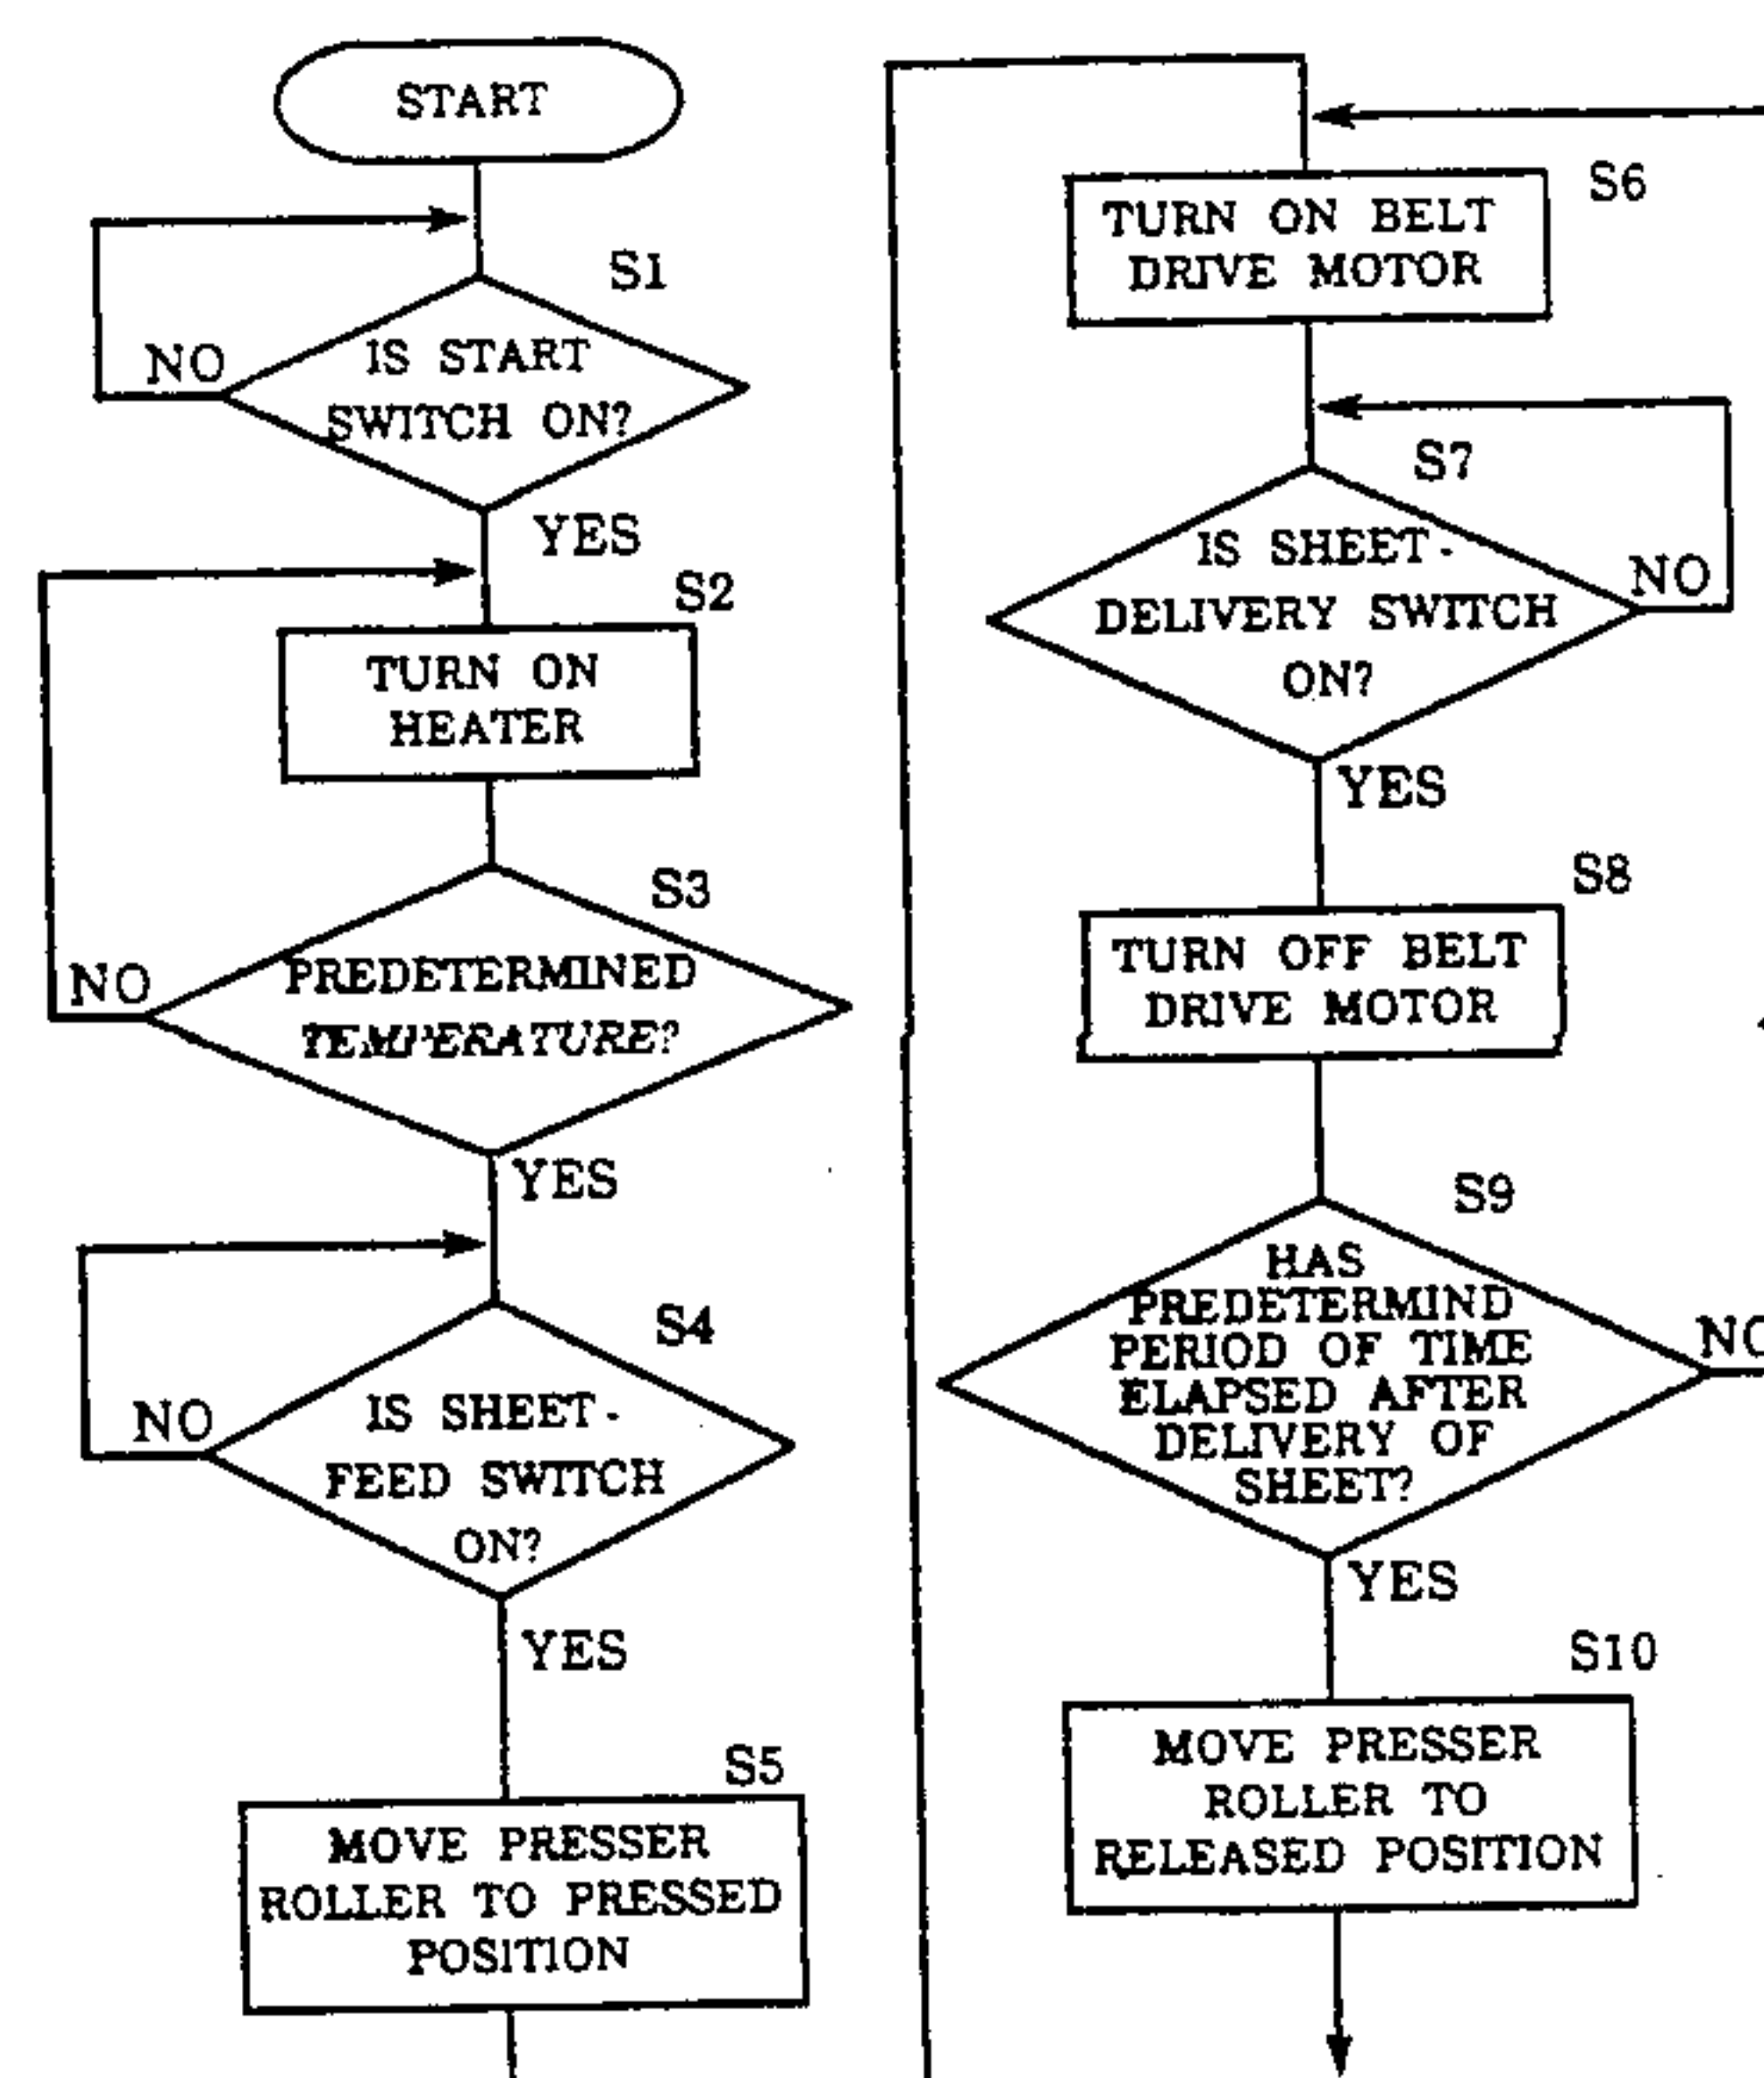 START
S1
IS START
SWITCH ON?
NO
YES
S2
TURN ON
HEATER
S3
PREDETERMINED
TEMPERATURE?
NO
YES
S4
IS SHEET-
FEED SWITCH
ON?
NO
YES
S5
MOVE PRESSER
ROLLER TO PRESSED
POSITION
S6
TURN ON BELT
DRIVE MOTOR
S7
IS SHEET-
DELIVERY SWITCH
ON?
NO
YES
S8
TURN OFF BELT
DRIVE MOTOR
S9
HAS
PREDETERMIND
PERIOD OF TIME
ELAPSED AFTER
DELIVERY OF
SHEET?
NO
YES
S10
MOVE PRESSER
ROLLER TO
RELEASED POSITION